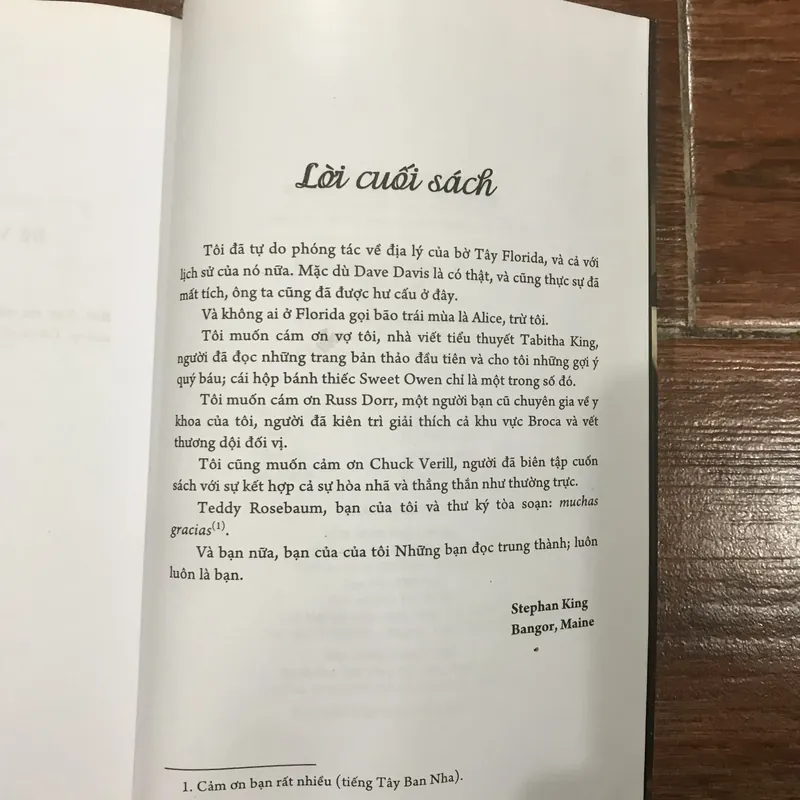 Lời cuối sách
Tôi đã tự do phóng tác về địa lý của bờ Tây Florida, và cả với
lịch sử của nó nữa. Mặc dù Dave Davis là có thật, và cũng thực sự đã
mất tích, ông ta cũng đã được hư cấu ở đây.
Và không ai ở Florida gọi bão trái mùa là Alice, trừ tôi.
Tôi muốn cám ơn vợ tôi, nhà viết tiểu thuyết Tabitha King,
người đã đọc những trang bản thảo đầu tiên và cho tôi những gợi ý
quý báu; cái hộp bánh thiếc Sweet Owen chỉ là một trong số đó.
Tôi muốn cám ơn Russ Dorr, một người bạn cũ chuyên gia về y
khoa của tôi, người đã kiên trì giải thích cả khu vực Broca và vết
thương dội đối vị.
Tôi cũng muốn cảm ơn Chuck Verill, người đã biên tập cuốn
sách với sự kết hợp cả sự hòa nhã và thẳng thắn như thường trực.
Teddy Rosebaum, bạn của tôi và thư ký tòa soạn: muchas
gracias(1).
Và bạn nữa, bạn của của tôi Những bạn đọc trung thành; luôn
luôn là bạn.
Stephan King
Bangor, Maine
1. Cảm ơn bạn rất nhiều (tiếng Tây Ban Nha).